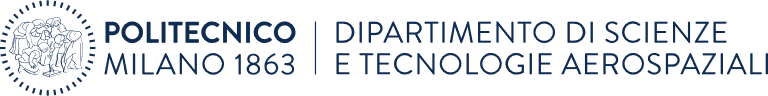 POLITECNICO
MILANO 1863
DIPARTIMENTO DI SCIENZE
E TECNOLOGIE AEROSPAZIALI